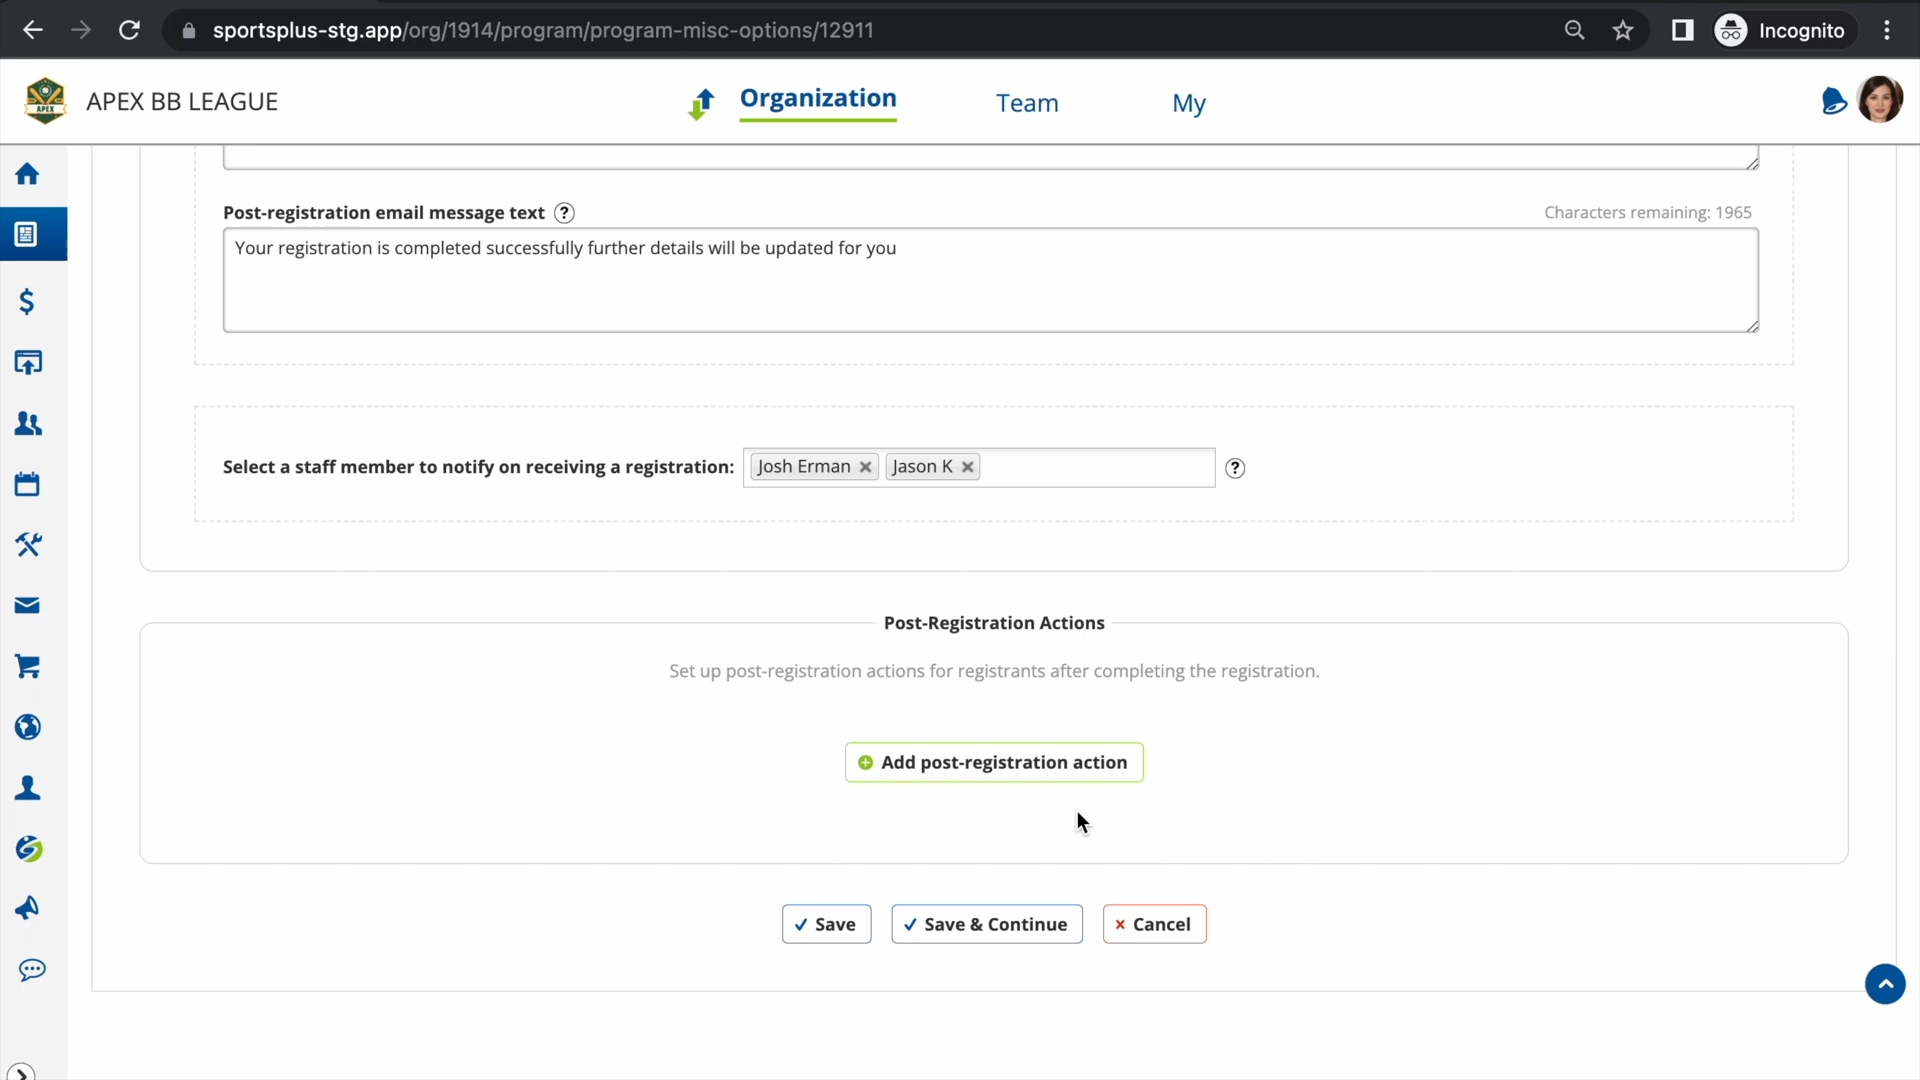 sportsplus-stg.app/org/1914/program/program-misc-options/12911
Incognito
APEX
APEX BB LEAGUE
Organization
Team
My
Post-registration email message text ?
Characters remaining: 1965
Your registration is completed successfully further details will be updated for you
Select a staff member to notify on receiving a registration:
Josh Erman ×
Jason K ×
?
Post-Registration Actions
Set up post-registration actions for registrants after completing the registration.
Add post-registration action
Save
Save & Continue
Cancel